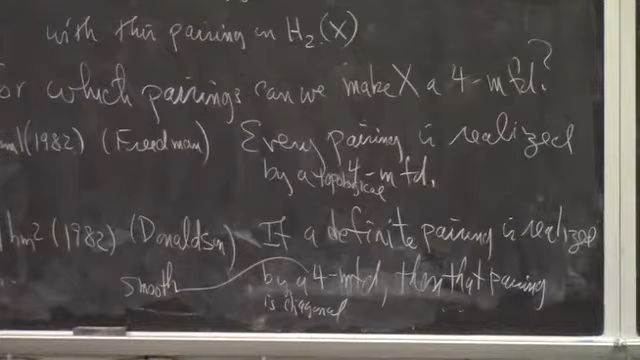 with this pairing on H₂(X)
For which pairings can we make X a 4-mfd?
(1982) (Freedman) Every pairing is realized
by a topological 4-mfd.
hm² (1982) (Donaldson) If a definite pairing is realized
smooth by a 4-mfd, then that pairing
is diagonal